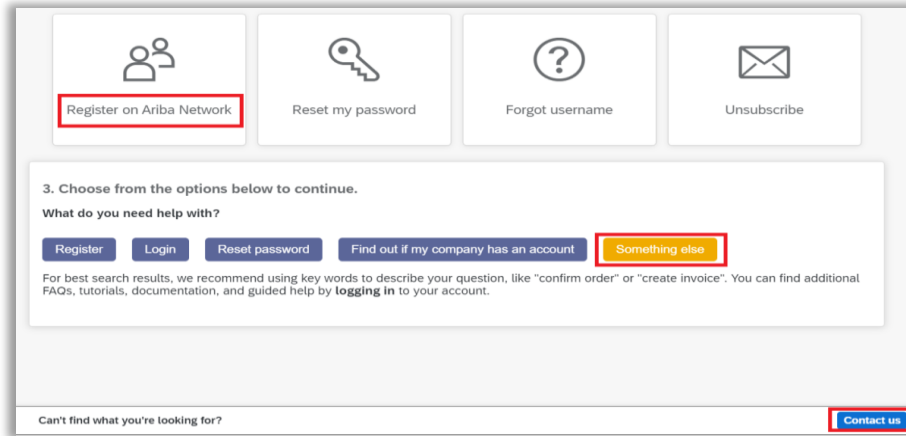 Register on Ariba Network
Reset my password
Forgot username
Unsubscribe
3. Choose from the options below to continue.
What do you need help with?
Register
Login
Reset password
Find out if my company has an account
Something else
For best search results, we recommend using key words to describe your question, like "confirm order" or "create invoice". You can find additional
FAQs, tutorials, documentation, and guided help by logging in to your account.
Can't find what you're looking for?
Contact us